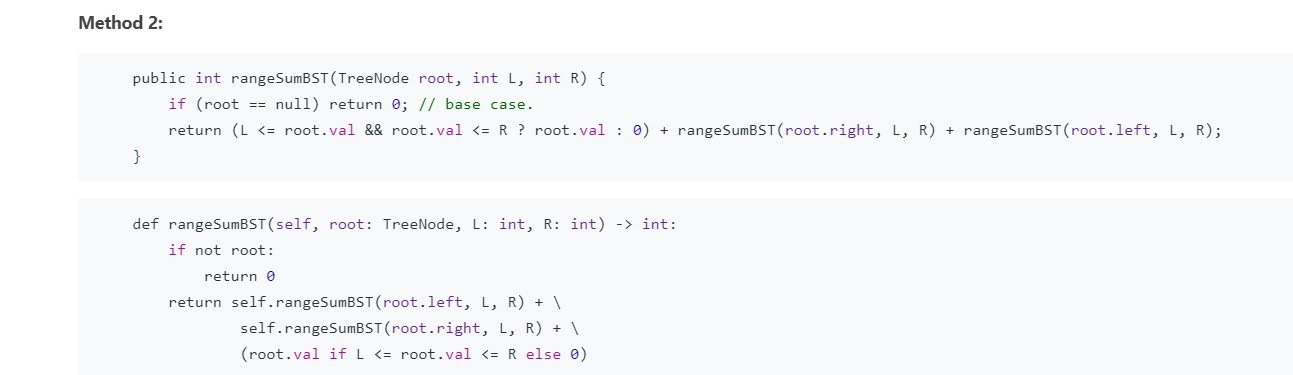 Method 2:
public int rangeSumBST(TreeNode root, int L, int R) {
if (root == null) return 0; // base case.
return (L <= root.val && root.val <= R ? root.val : 0) + rangeSumBST(root.right, L, R) + rangeSumBST(root.left, L, R);
}
def rangeSumBST(self, root: TreeNode, L: int, R: int) -> int:
if not root:
return 0
return self.rangeSumBST(root.left, L, R) + \
self.rangeSumBST(root.right, L, R) + \
(root.val if L <= root.val <= R else 0)